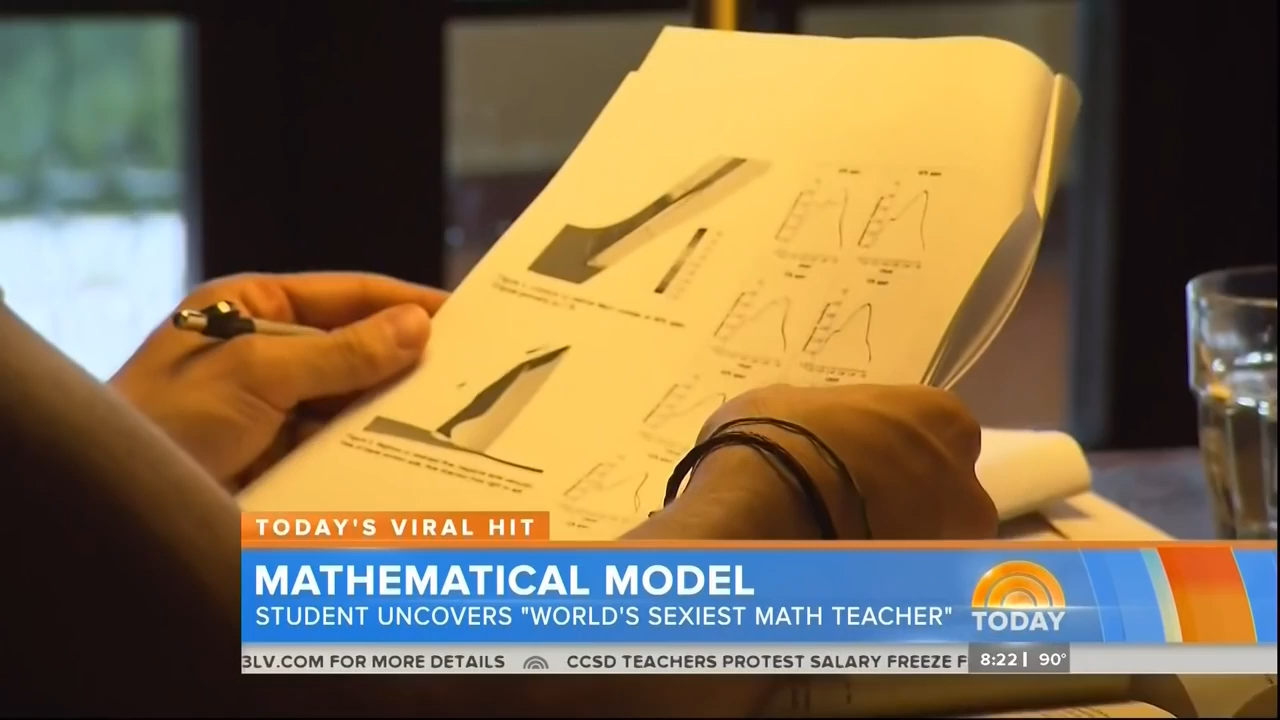 TODAY'S VIRAL HIT
MATHEMATICAL MODEL
STUDENT UNCOVERS "WORLD'S SEXIEST MATH TEACHER"
TODAY
3LV.COM FOR MORE DETAILS CCSD TEACHERS PROTEST SALARY FREEZE F
8:22 90°